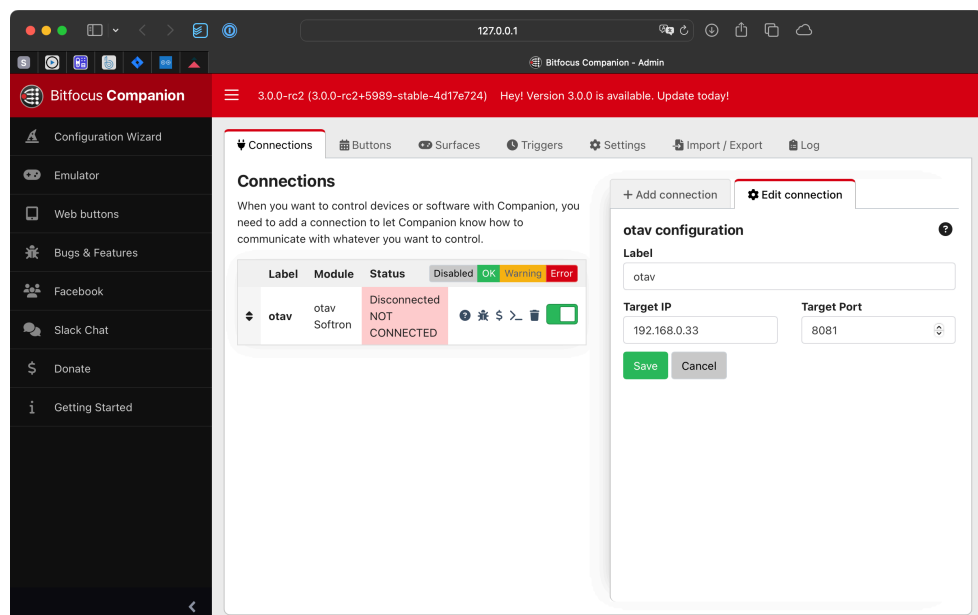 127.0.0.1
S
Bitfocus Companion - Admin
Bitfocus Companion
3.0.0-rc2 (3.0.0-rc2+5989-stable-4d17e724) Hey! Version 3.0.0 is available. Update today!
Configuration Wizard
Emulator
Web buttons
Bugs & Features
Facebook
Slack Chat
Donate
Getting Started
Connections
Buttons
Surfaces
Triggers
Settings
Import / Export
Log
Connections
When you want to control devices or software with Companion, you
need to add a connection to let Companion know how to
communicate with whatever you want to control.
Label Module Status Disabled OK Warning Error
otav
otav
Softron
Disconnected
NOT
CONNECTED
Add connection
Edit connection
otav configuration
Label
otav
Target IP
192.168.0.33
Target Port
8081
Save
Cancel